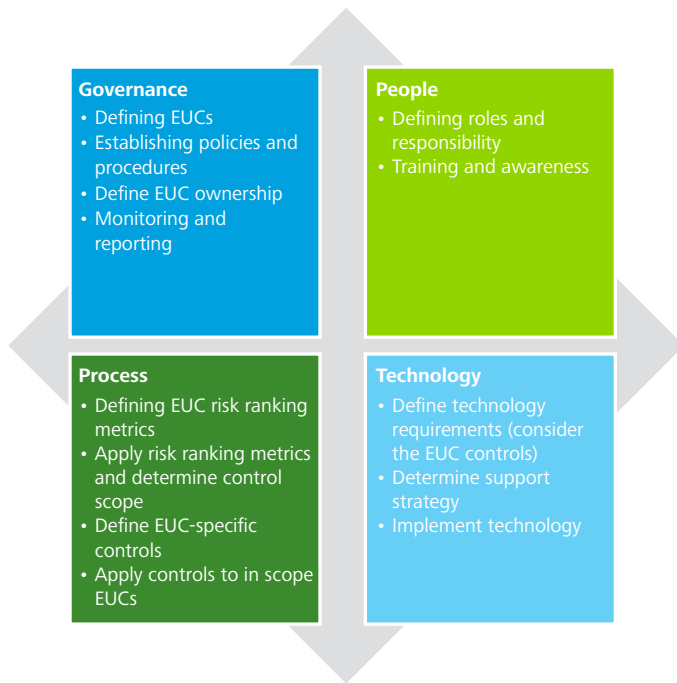 Governance
• Defining EUCs
• Establishing policies and
procedures
• Define EUC ownership
• Monitoring and
reporting
People
• Defining roles and
responsibility
• Training and awareness
Process
• Defining EUC risk ranking
metrics
• Apply risk ranking metrics
and determine control
scope
• Define EUC-specific
controls
• Apply controls to in scope
EUCs
Technology
• Define technology
requirements (consider
the EUC controls)
• Determine support
strategy
• Implement technology